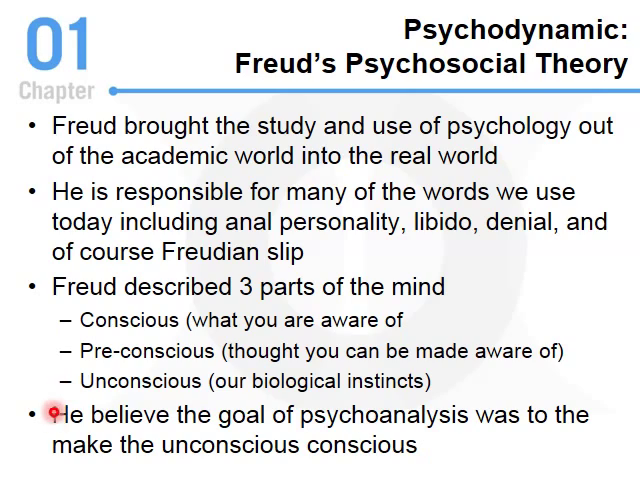 01
Chapter
Psychodynamic:
Freud's Psychosocial Theory
• Freud brought the study and use of psychology out
of the academic world into the real world
• He is responsible for many of the words we use
today including anal personality, libido, denial, and
of course Freudian slip
• Freud described 3 parts of the mind
– Conscious (what you are aware of
– Pre-conscious (thought you can be made aware of)
– Unconscious (our biological instincts)
• He believe the goal of psychoanalysis was to the
make the unconscious conscious